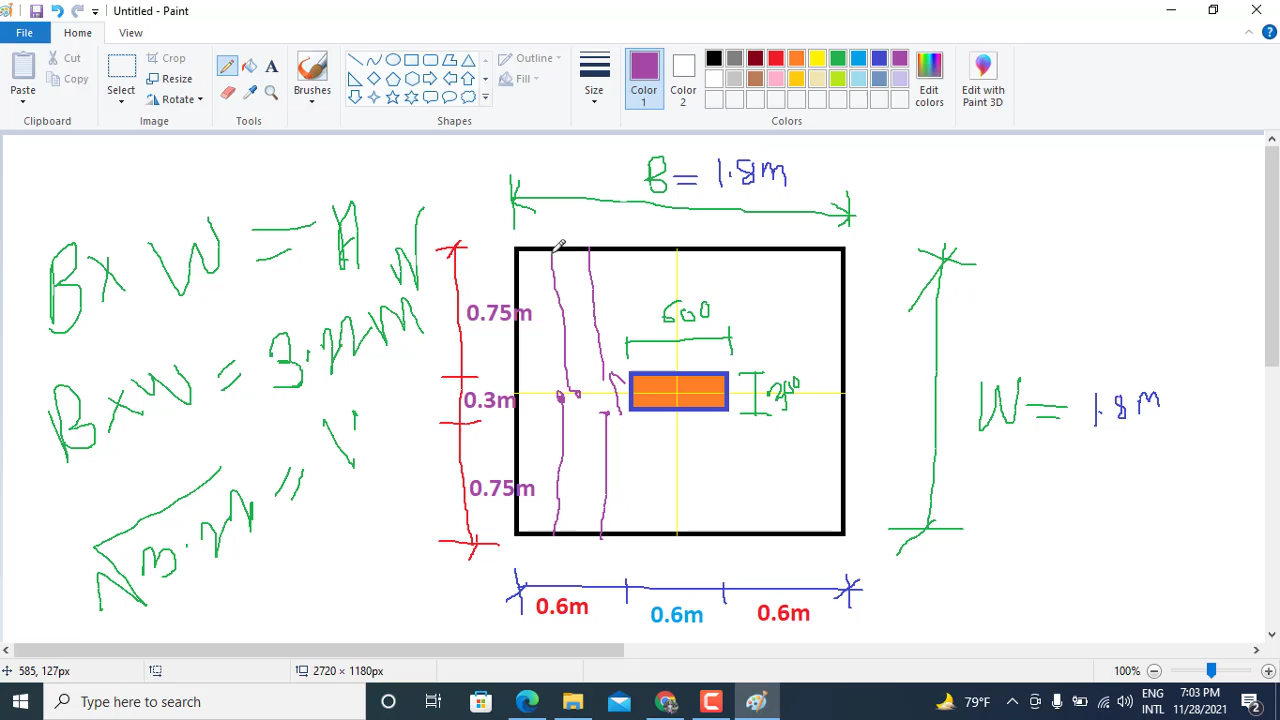 Untitled - Paint
File
Home
View
Paste
Cut
Copy
Clipboard
Select
Crop
Resize
Rotate
Image
A
Tools
Brushes
Shapes
Outline
Fill
Size
Color
1
Color
2
Edit
colors
Edit with
Paint 3D
Colors
B = 1.8m
B x W = A
B x W = 3.
0.75m
0.3m
0.75m
600
W = 1.8m
0.6m
0.6m
0.6m
585, 127px
2720 × 1180px
100%
Type here to search
79°F
ENG
INTL
7:03 PM
11/28/2021
2